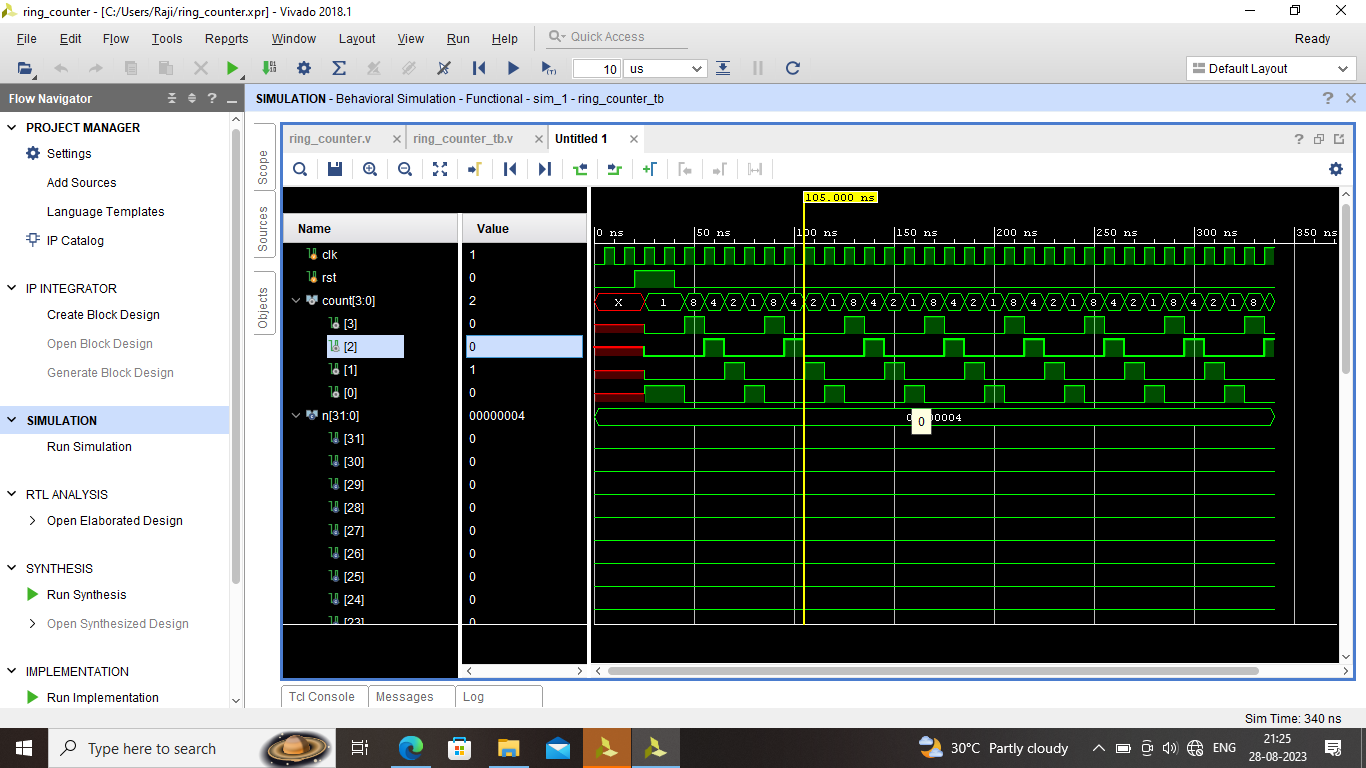 ring_counter - [C:/Users/Raji/ring_counter.xpr] - Vivado 2018.1
File Edit Flow Tools Reports Window Layout View Run Help Quick Access Ready
10 us Default Layout
Flow Navigator
SIMULATION - Behavioral Simulation - Functional - sim_1 - ring_counter_tb
PROJECT MANAGER
Settings
Add Sources
Language Templates
IP Catalog
IP INTEGRATOR
Create Block Design
Open Block Design
Generate Block Design
SIMULATION
Run Simulation
RTL ANALYSIS
Open Elaborated Design
SYNTHESIS
Run Synthesis
Open Synthesized Design
IMPLEMENTATION
Run Implementation
Scope
Sources
Objects
ring_counter.v ring_counter_tb.v Untitled 1
105.000 ns
Name Value
0 ns 50 ns 100 ns 150 ns 200 ns 250 ns 300 ns 350 ns
clk 1
rst 0
count[3:0] 2 X 1 8 4 2 1 8 4 2 1 8 4 2 1 8 4 2 1 8 4 2 1 8 4 2 1 8 4 2 1 8
[3] 0
[2] 0
[1] 1
[0] 0
n[31:0] 00000004
0
[31] 0
[30] 0
[29] 0
[28] 0
[27] 0
[26] 0
[25] 0
[24] 0
[23] 0
Tcl Console Messages Log
Sim Time: 340 ns
Type here to search
30°C Partly cloudy ENG 21:25
28-08-2023